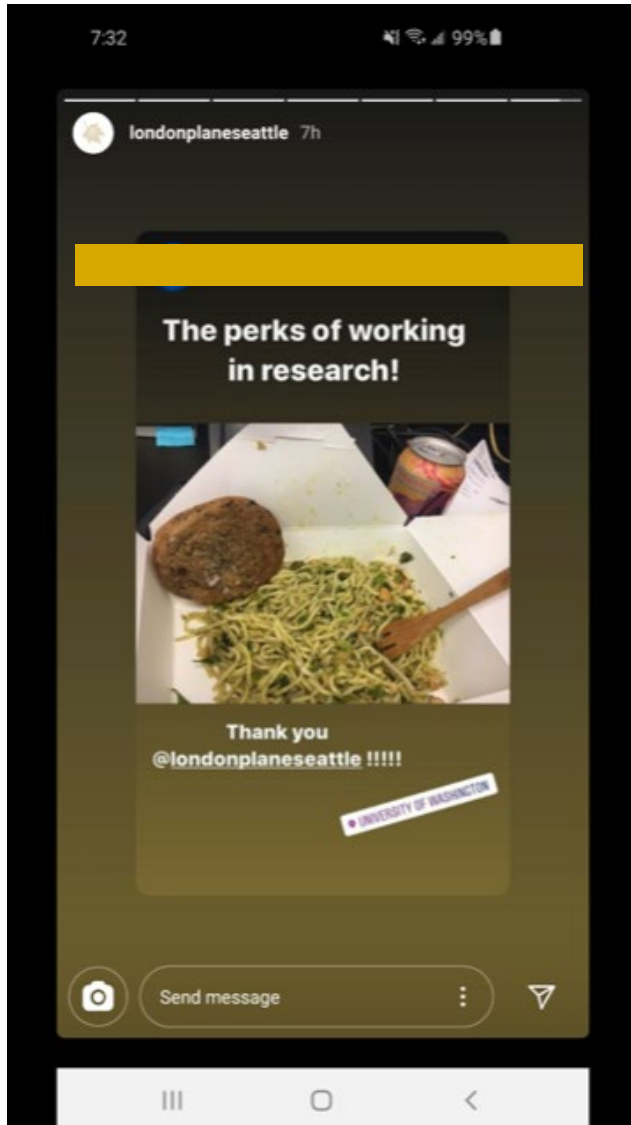 7:32 99%
londonplaneseattle 7h
The perks of working
in research!
Thank you
@londonplaneseattle !!!!!
UNIVERSITY OF WASHINGTON
Send message